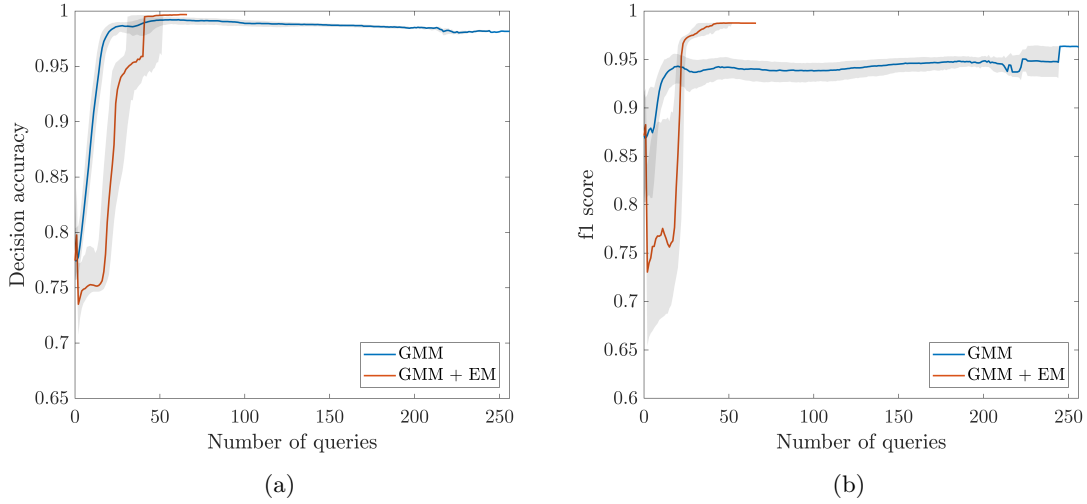 1
0.95
0.9
0.85
0.8
0.75
0.7
0.65
Decision accuracy
0
50
100
150
200
250
Number of queries
GMM
GMM + EM
(a)
1
0.95
0.9
0.85
0.8
0.75
0.7
0.65
0.6
f1 score
0
50
100
150
200
250
Number of queries
GMM
GMM + EM
(b)